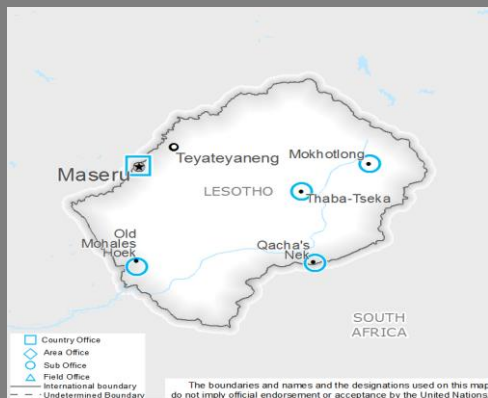 Teyateyaneng
Mokhotlong
Maseru
LESOTHO
Thaba-Tseka
Old
Mohales
Hoek
Qacha's
Nek
SOUTH
AFRICA
Country Office
Area Office
Sub Office
Field Office
International boundary
Undetermined Boundary
The boundaries and names and the designations used on this map
do not imply official endorsement or acceptance by the United Nations.